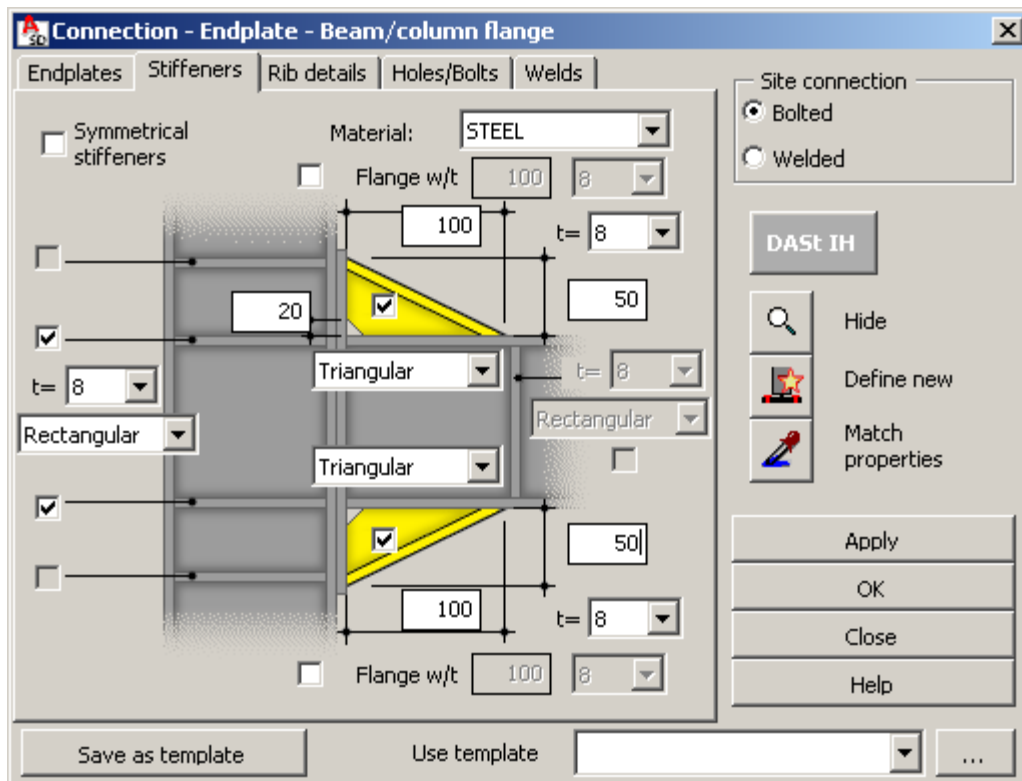 A SD Connection - Endplate - Beam/column flange
Endplates Stiffeners Rib details Holes/Bolts Welds
Symmetrical
stiffeners
Material: STEEL
Flange w/t 100 8
100
t= 8
20
50
t= 8
Rectangular
Triangular
t= 8
Rectangular
Triangular
50
100
t= 8
Flange w/t 100 8
Site connection
Bolted
Welded
DASt IH
Hide
Define new
Match
properties
Apply
OK
Close
Help
Save as template
Use template
...